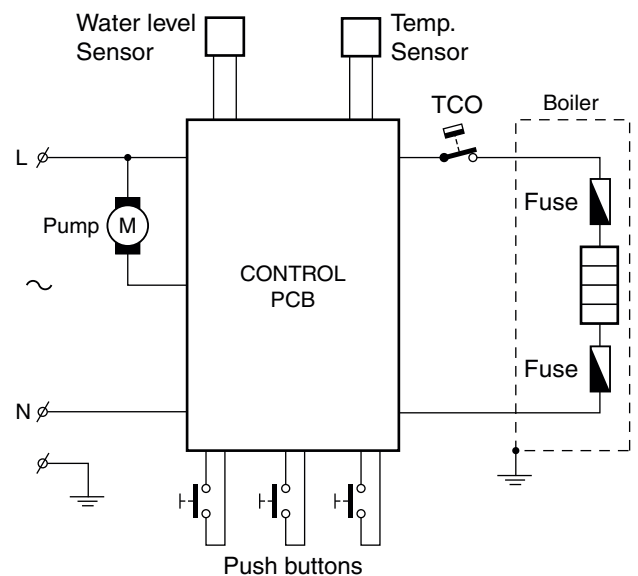 Water level
Sensor
Temp.
Sensor
TCO
Boiler
L
Fuse
Pump
M
CONTROL
PCB
Fuse
N
Push buttons